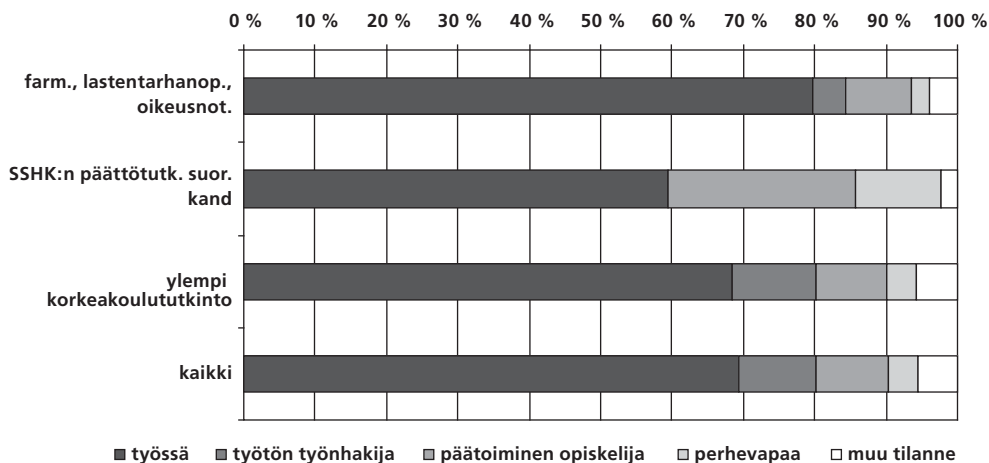 0 % 10 % 20 % 30 % 40 % 50 % 60 % 70 % 80 % 90 % 100 %
farm., lastentarhanop.,
oikeusnot.
SSHK:n päättötutk. suor.
kand
ylempi
korkeakoulututkinto
kaikki
työssä työtön työnhakija päätoiminen opiskelija perhevapaa muu tilanne